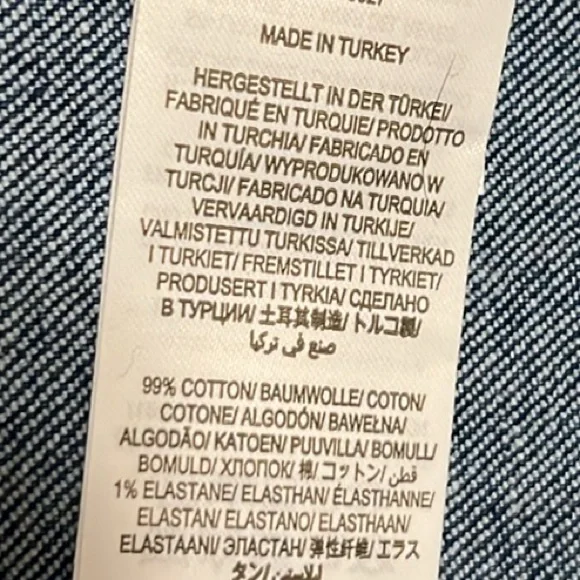 MADE IN TURKEY
HERGESTELLT IN DER TÜRKEI/
FABRIQUÉ EN TURQUIE/ PRODOTTO
IN TURCHIA/ FABRICADO EN
TURQUÍA/ WYPRODUKOWANO W
TURCJI/ FABRICADO NA TURQUIA/
VERVAARDIGD IN TURKIJE/
VALMISTETTU TURKISSA/ TILLVERKAD
I TURKIET/ FREMSTILLET I TYRKIET/
PRODUSERT I TYRKIA/ СДЕЛАНО
В ТУРЦИИ/ 土耳其制造/ トルコ製/
صنع في تركيا
99% COTTON/ BAUMWOLLE/ COTON/
COTONE/ ALGODÓN/ BAWEŁNA/
ALGODÃO/ KATOEN/ PUUVILLA/ BOMULL/
BOMULD/ ХЛОПОК/ 棉/ コットン/ قطن
1% ELASTANE/ ELASTHAN/ ÉLASTHANNE/
ELASTAN/ ELASTANO/ ELASTHAAN/
ELASTAANI/ ЭЛАСТАН/ 弹性纤维/ エラス
タン/